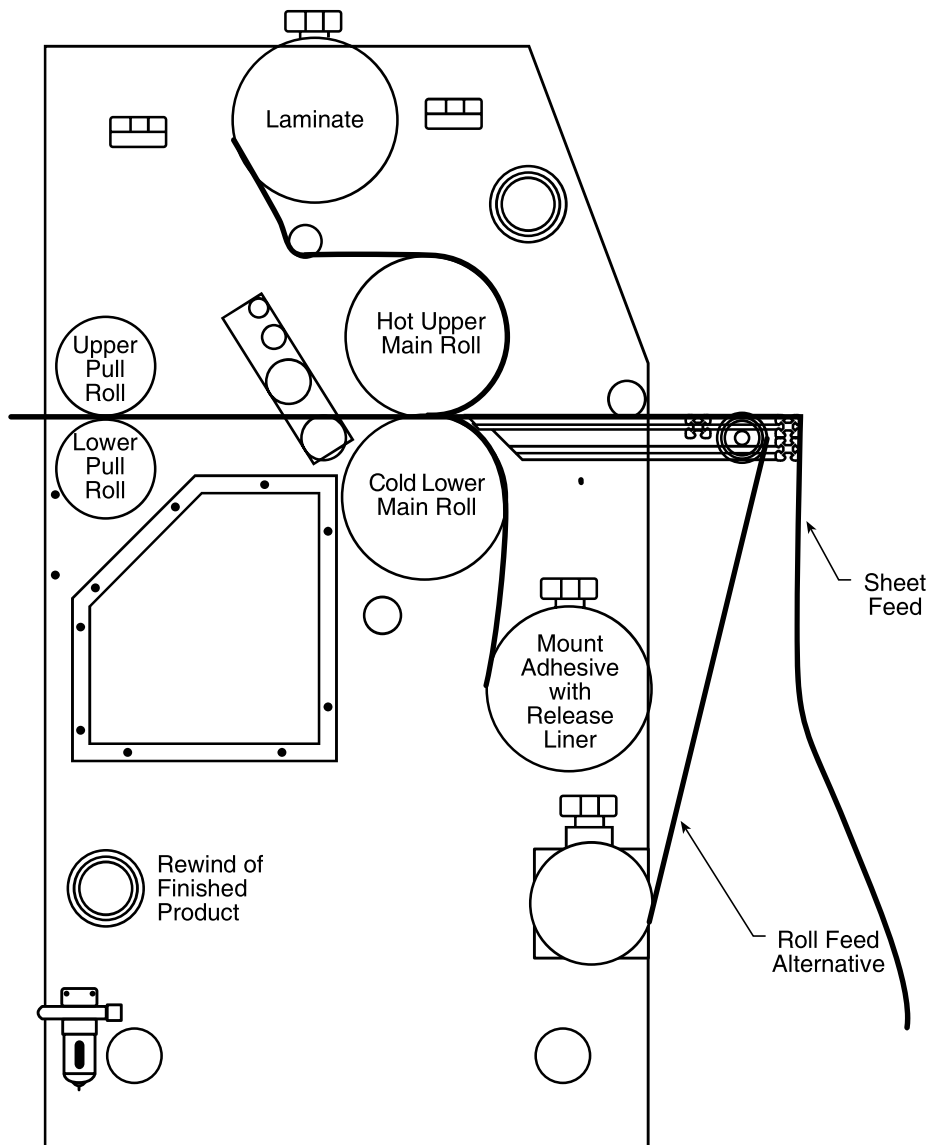 Laminate
Hot Upper
Main Roll
Upper
Pull
Roll
Lower
Pull
Roll
Cold Lower
Main Roll
Sheet
Feed
Mount
Adhesive
with
Release
Liner
Rewind of
Finished
Product
Roll Feed
Alternative